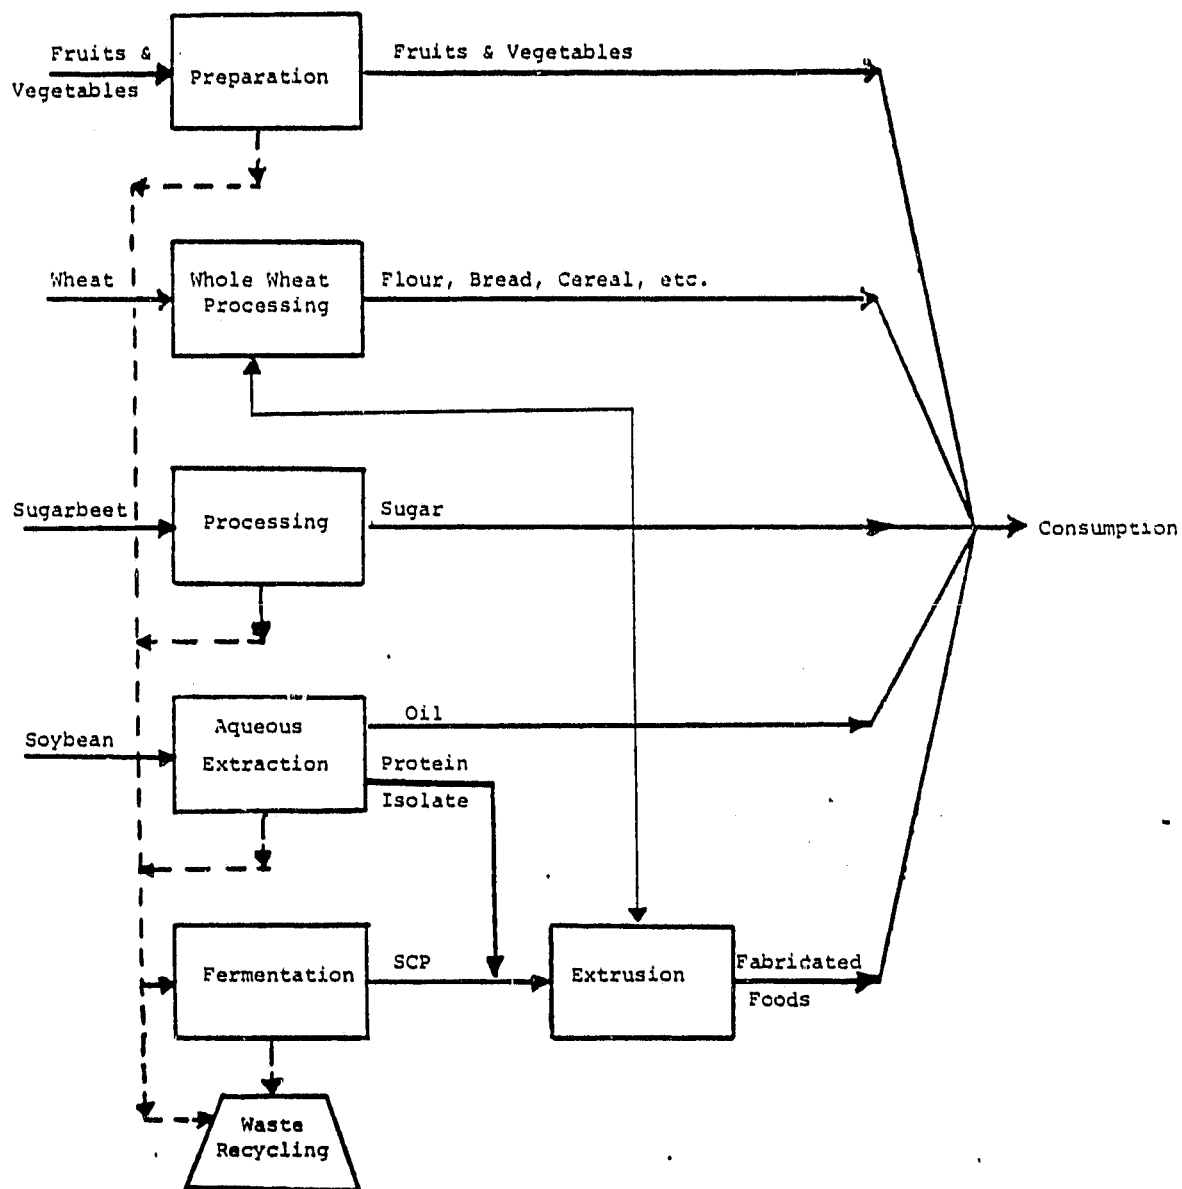 Fruits &
Vegetables
Preparation
Fruits & Vegetables
Wheat
Whole Wheat
Processing
Flour, Bread, Cereal, etc.
Sugarbeet
Processing
Sugar
Consumption
Soybean
Aqueous
Extraction
Oil
Protein
Isolate
Fermentation
SCP
Extrusion
Fabricated
Foods
Waste
Recycling